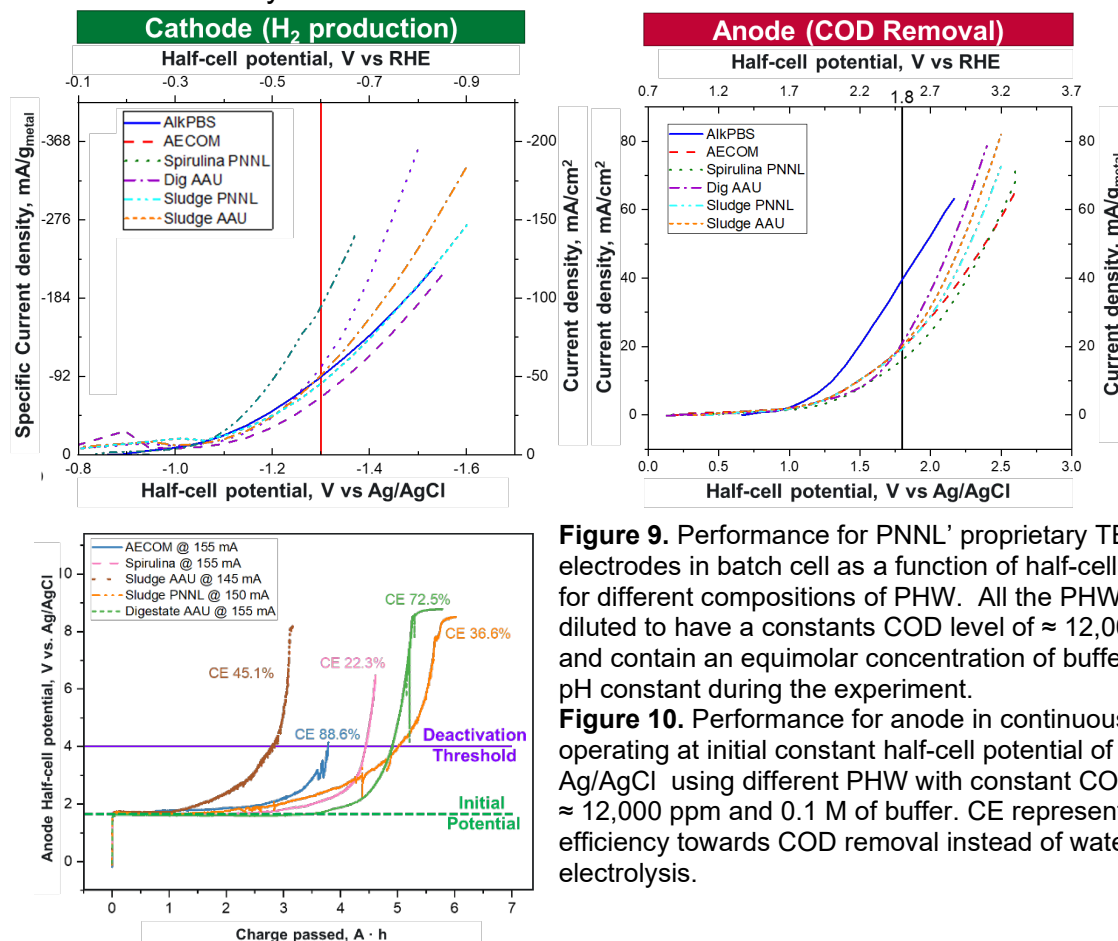 Cathode (H₂ production)
Half-cell potential, V vs RHE
-0.1 -0.3 -0.7 -0.9
Specific Current density, mA/gmetal
-368
-276
-184
-92
0
AlkPBS
AECOM
Spirulina PNNL
Dig AAU
Sludge PNNL
Sludge AAU
-200
-150
-100
-50
0
Current density, mA/cm²
-0.8 -1.0 -1.2 -1.4 -1.6
Half-cell potential, V vs Ag/AgCl
Anode (COD Removal)
Half-cell potential, V vs RHE
0.7 1.2 1.7 2.2 2.7 3.2 3.7
1.8
Current density, mA/cm²
80
60
40
20
0
AlkPBS
AECOM
Spirulina PNNL
Dig AAU
Sludge PNNL
Sludge AAU
80
60
40
20
0
Current density, mA/gmetal
0.0 0.5 1.0 1.5 2.0 2.5 3.0
Half-cell potential, V vs Ag/AgCl
Anode Half-cell potential, V vs. Ag/AgCl
10
8
6
4
2
0
AECOM @ 155 mA
Spirulina @ 155 mA
Sludge AAU @ 145 mA
Sludge PNNL @ 150 mA
Digestate AAU @ 155 mA
CE 72.5%
CE 36.6%
CE 22.3%
CE 45.1%
CE 88.6%
Deactivation
Threshold
Initial
Potential
0 1 2 3 4 5 6 7
Charge passed, A · h
Figure 9. Performance for PNNL' proprietary
electrodes in batch cell as a function of half-cell
for different compositions of PHW. All the PHW
diluted to have a constants COD level of ≈
and contain an equimolar concentration of
pH constant during the experiment.
Figure 10. Performance for anode in
operating at initial constant half-cell potential of
Ag/AgCl using different PHW with constant
≈ 12,000 ppm and 0.1 M of buffer. CE
efficiency towards COD removal instead of
electrolysis.